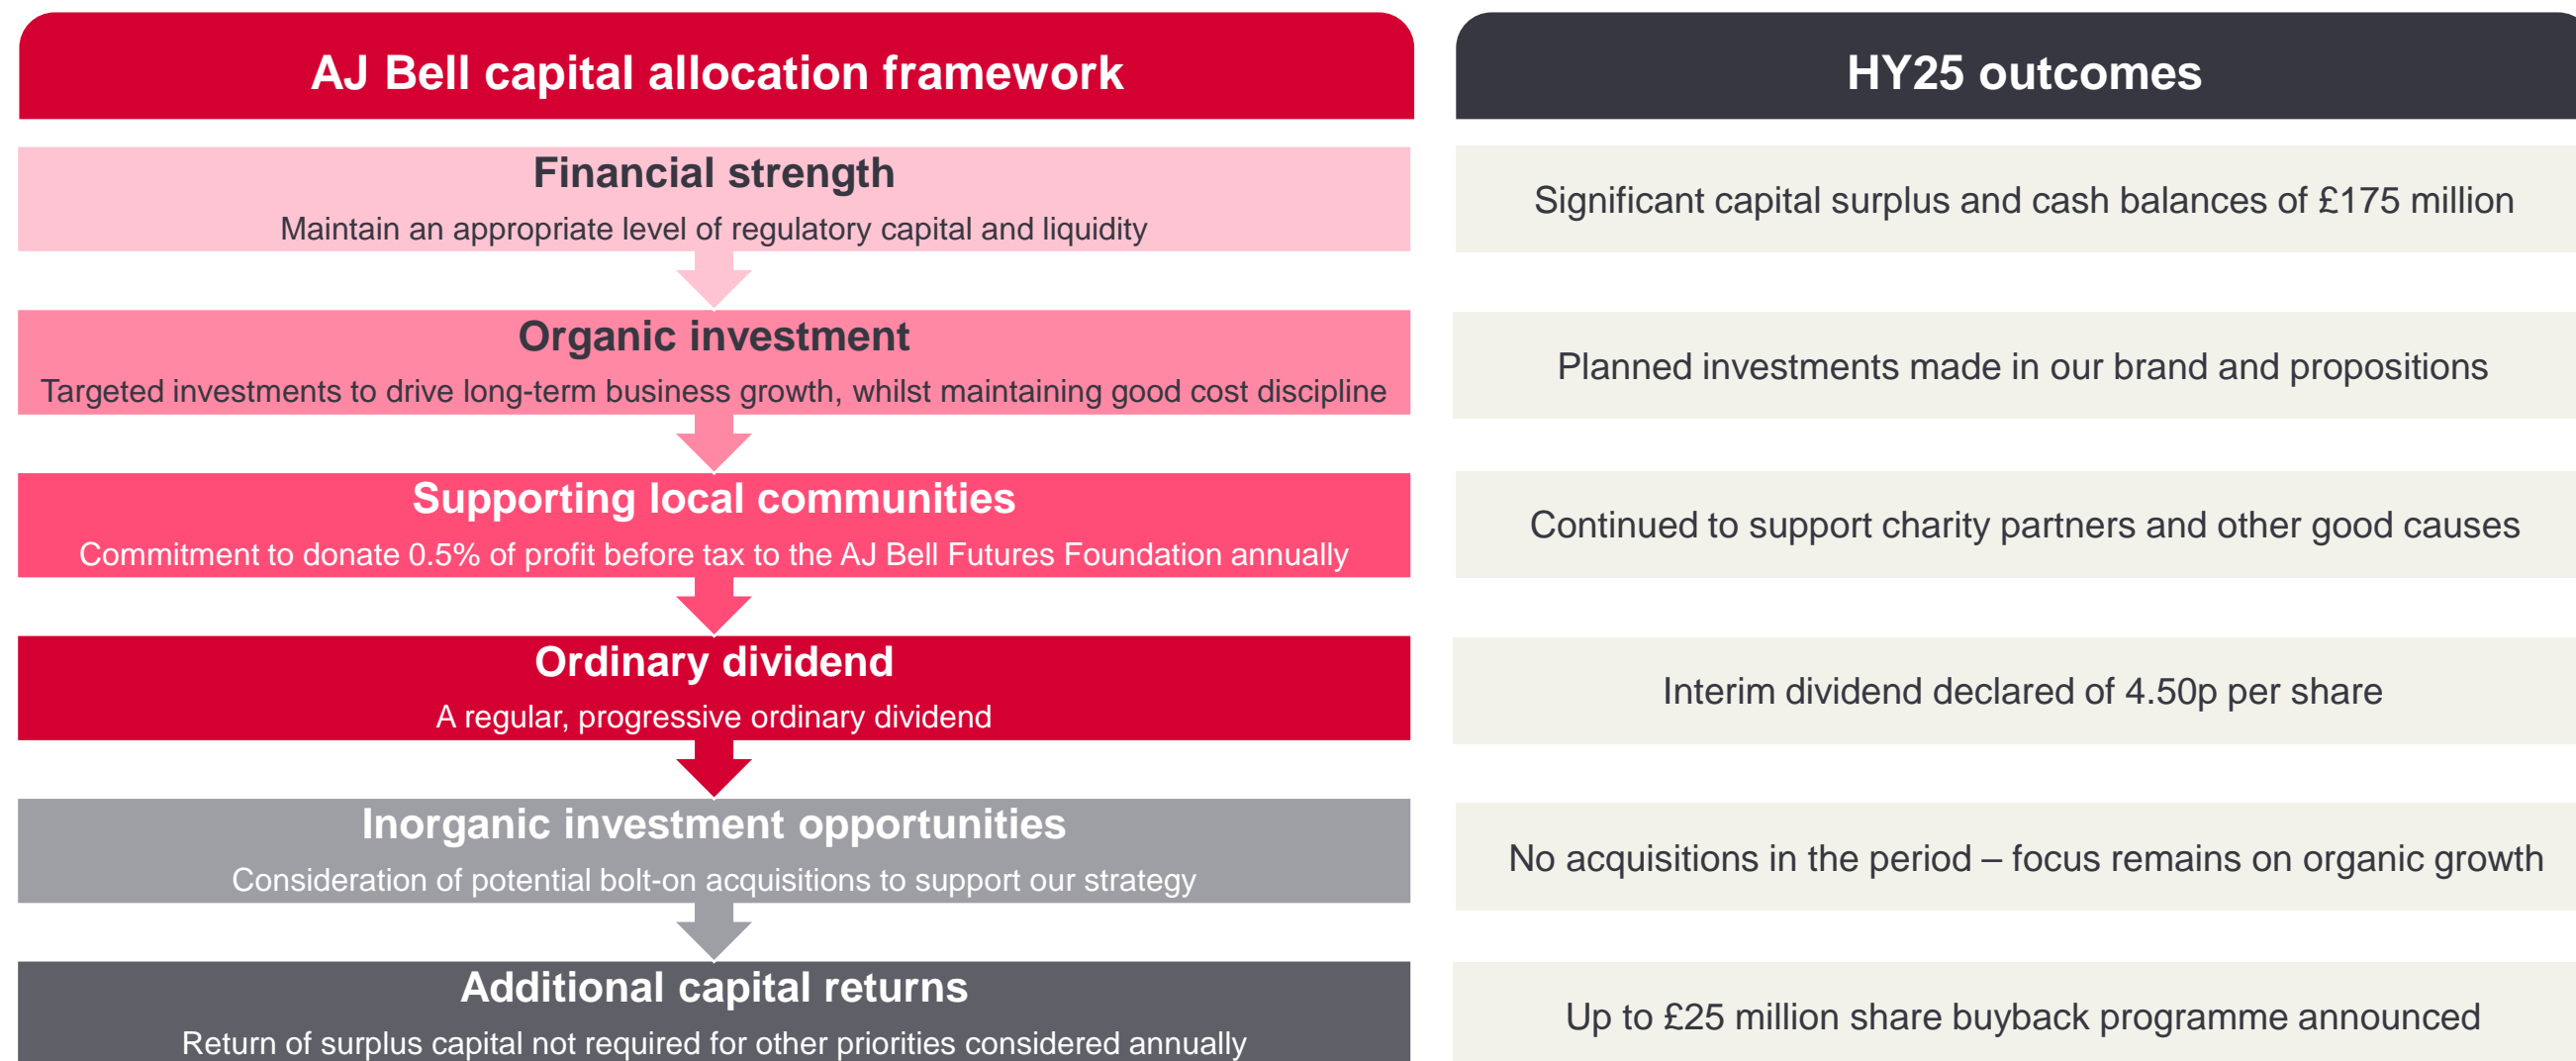 AJ Bell capital allocation framework
HY25 outcomes
Financial strength
Maintain an appropriate level of regulatory capital and liquidity
Significant capital surplus and cash balances of £175 million
Organic investment
Targeted investments to drive long-term business growth, whilst maintaining good cost discipline
Planned investments made in our brand and propositions
Supporting local communities
Commitment to donate 0.5% of profit before tax to the AJ Bell Futures Foundation annually
Continued to support charity partners and other good causes
Ordinary dividend
A regular, progressive ordinary dividend
Interim dividend declared of 4.50p per share
Inorganic investment opportunities
Consideration of potential bolt-on acquisitions to support our strategy
No acquisitions in the period – focus remains on organic growth
Additional capital returns
Return of surplus capital not required for other priorities considered annually
Up to £25 million share buyback programme announced